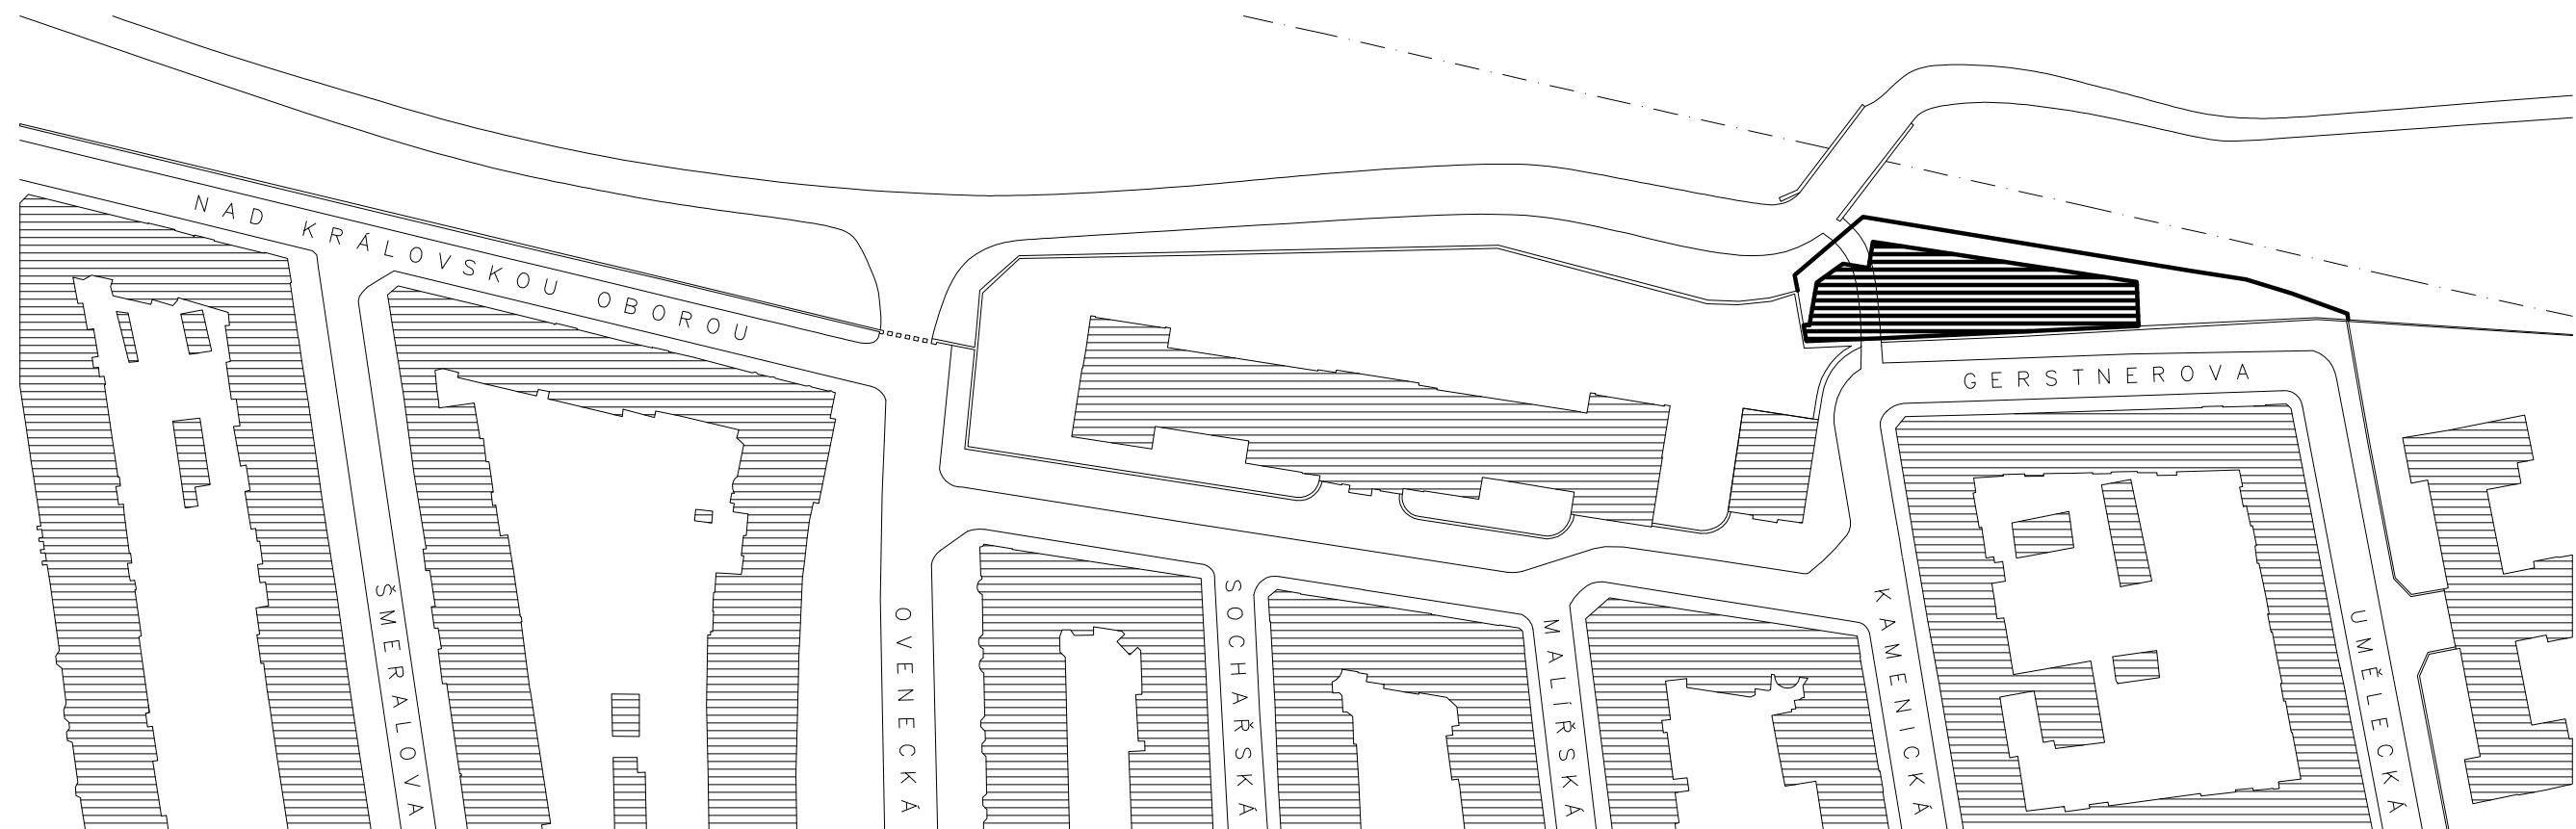 NAD KRÁLOVSKOU OBOROU
GERSTNEROVA
ŠMERALOVA
OVENECKÁ
SOCHAŘSKÁ
MALÍŘSKÁ
KAMENICKÁ
UMĚLECKÁ